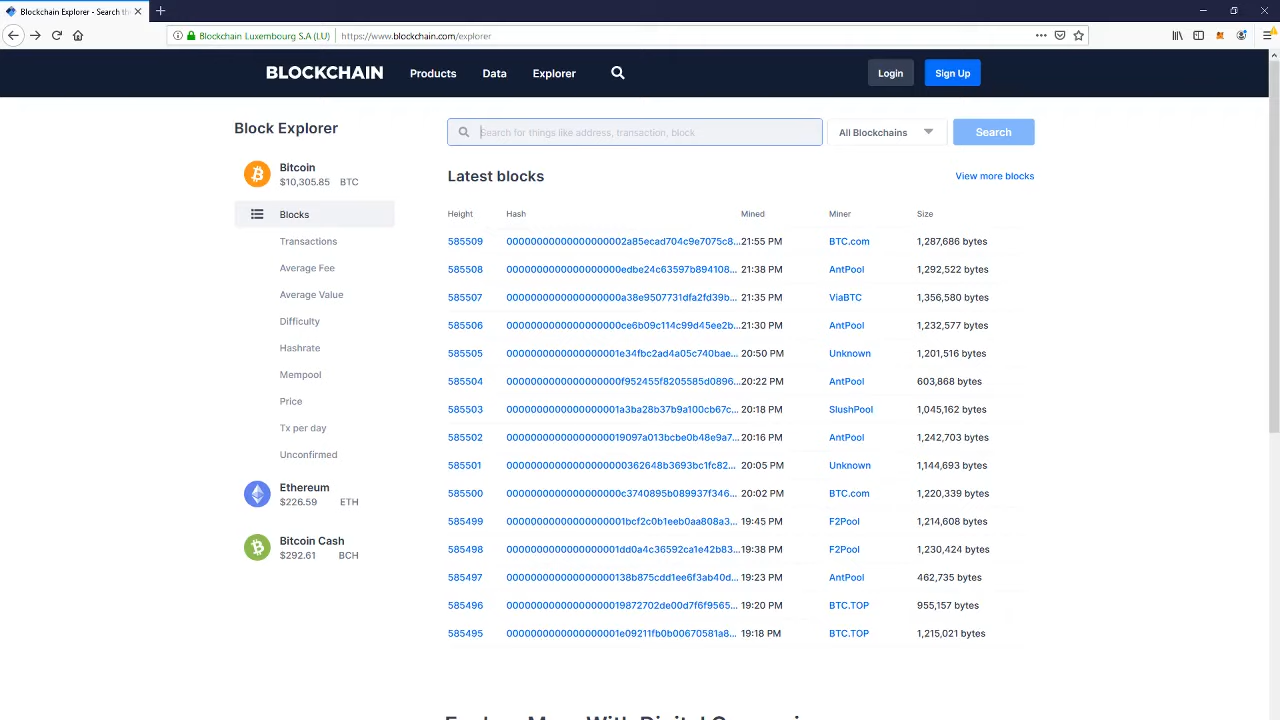 Blockchain Explorer - Search the
Blockchain Luxembourg S.A (LU) https://www.blockchain.com/explorer
BLOCKCHAIN Products Data Explorer Login Sign Up
Block Explorer
Search for things like address, transaction, block All Blockchains Search
Bitcoin
$10,305.85 BTC
Blocks
Transactions
Average Fee
Average Value
Difficulty
Hashrate
Mempool
Price
Tx per day
Unconfirmed
Ethereum
$226.59 ETH
Bitcoin Cash
$292.61 BCH
Latest blocks View more blocks
Height Hash Mined Miner Size
585509 00000000000000000002a85ecad704c9e7075c8... 21:55 PM BTC.com 1,287,686 bytes
585508 0000000000000000000edbe24c63597b894108... 21:38 PM AntPool 1,292,522 bytes
585507 0000000000000000000a38e9507731dfa2fd39b... 21:35 PM ViaBTC 1,356,580 bytes
585506 0000000000000000000ce6b09c114c99d45ee2b... 21:30 PM AntPool 1,232,577 bytes
585505 0000000000000000001e34fbc2ad4a05c740bae... 20:50 PM Unknown 1,201,516 bytes
585504 0000000000000000000f952455f8205585d0896... 20:22 PM AntPool 603,868 bytes
585503 0000000000000000001a3ba28b37b9a100cb67c... 20:18 PM SlushPool 1,045,162 bytes
585502 00000000000000000019097a013bcbe0b48e9a7... 20:16 PM AntPool 1,242,703 bytes
585501 0000000000000000000362648b3693bc1fc82... 20:05 PM Unknown 1,144,693 bytes
585500 0000000000000000000c3740895b089937f346... 20:02 PM BTC.com 1,220,339 bytes
585499 0000000000000000001bcf2c0b1eeb0aa808a3... 19:45 PM F2Pool 1,214,608 bytes
585498 0000000000000000001dd0a4c36592ca1e42b83... 19:38 PM F2Pool 1,230,424 bytes
585497 000000000000000000138b875cdd1ee6f3ab40d... 19:23 PM AntPool 462,735 bytes
585496 00000000000000000019872702de00d7f6f9565... 19:20 PM BTC.TOP 955,157 bytes
585495 0000000000000000001e09211fb0b00670581a8... 19:18 PM BTC.TOP 1,215,021 bytes